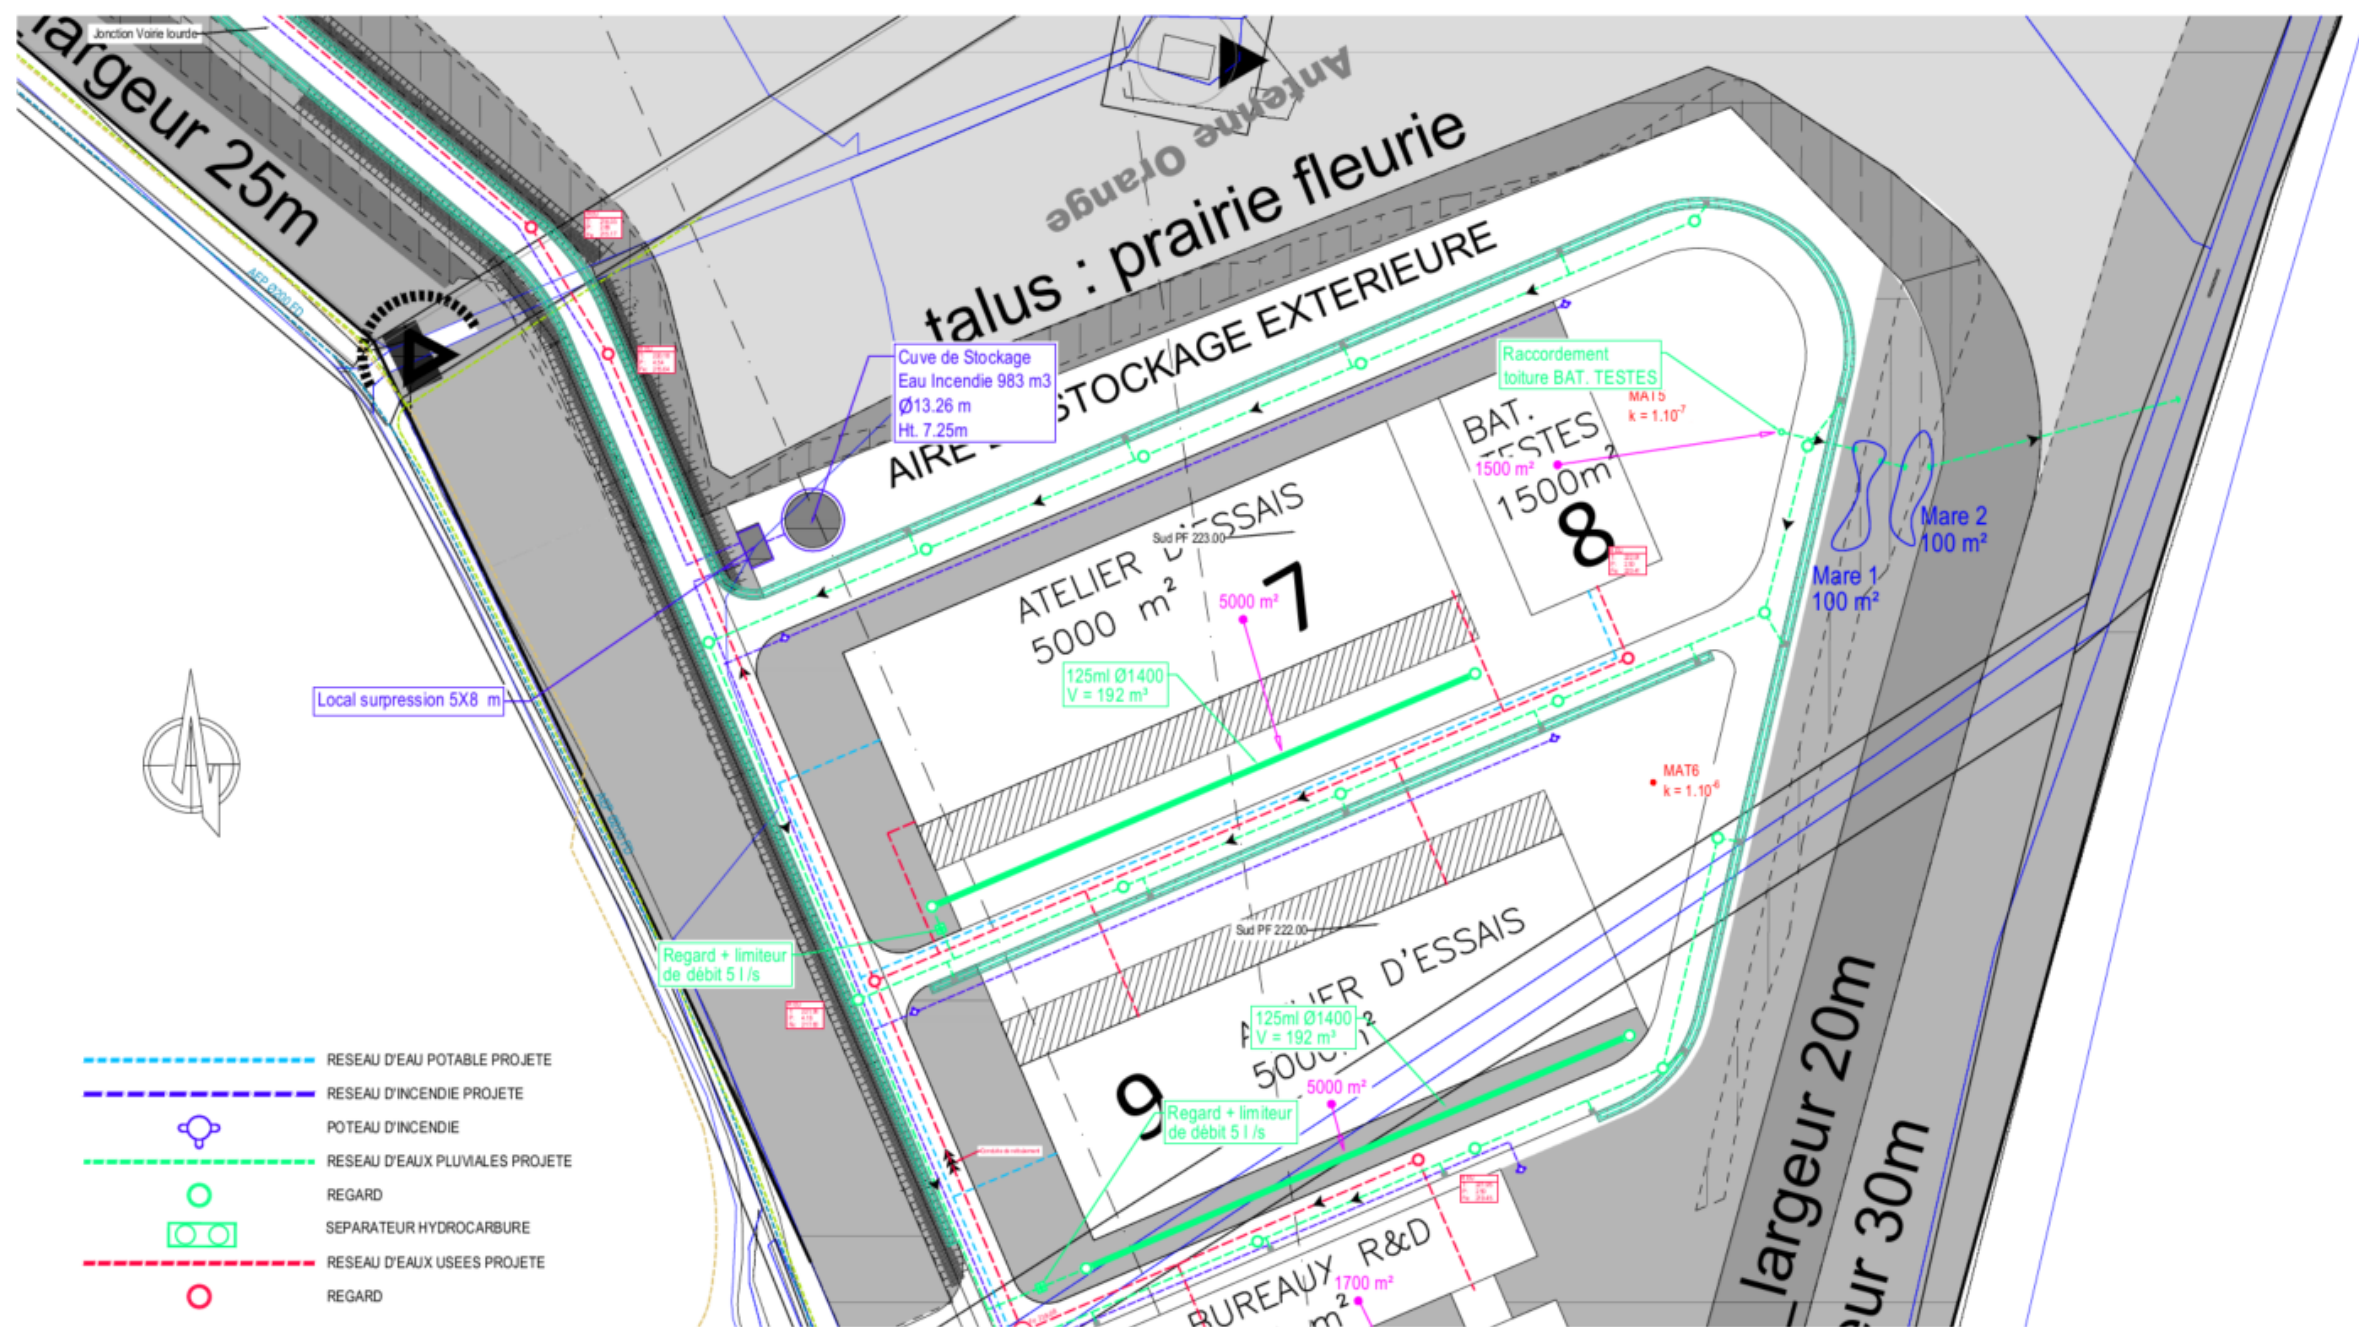 Jonction Voirie lourde
largeur 25m
Antenne Orange
talus : prairie fleurie
AIRE
STOCKAGE EXTERIEURE
AEP Ø200 FD
Cuve de Stockage
Eau Incendie 983 m3
Ø13.26 m
Ht. 7.25m
Raccordement
toiture BAT. TESTES
MAT5
k = 1.10⁻⁷
BAT.
TESTES
1500m²
1500 m²
8
Mare 2
100 m²
Mare 1
100 m²
ATELIER D'ESSAIS
5000 m²
Sud PF 223.00
7
5000 m²
125ml Ø1400
V = 192 m³
Local surpression 5X8 m
MAT6
k = 1.10⁻⁶
Regard + limiteur
de débit 5 l /s
Sud PF 222.00
D'ESSAIS
125ml Ø1400
V = 192 m³
9
5000 m²
Regard + limiteur
de débit 5 l /s
BUREAUX R&D
1700 m²
m²
largeur 20m
eur 30m
RESEAU D'EAU POTABLE PROJETE
RESEAU D'INCENDIE PROJETE
POTEAU D'INCENDIE
RESEAU D'EAUX PLUVIALES PROJETE
REGARD
SEPARATEUR HYDROCARBURE
RESEAU D'EAUX USEES PROJETE
REGARD